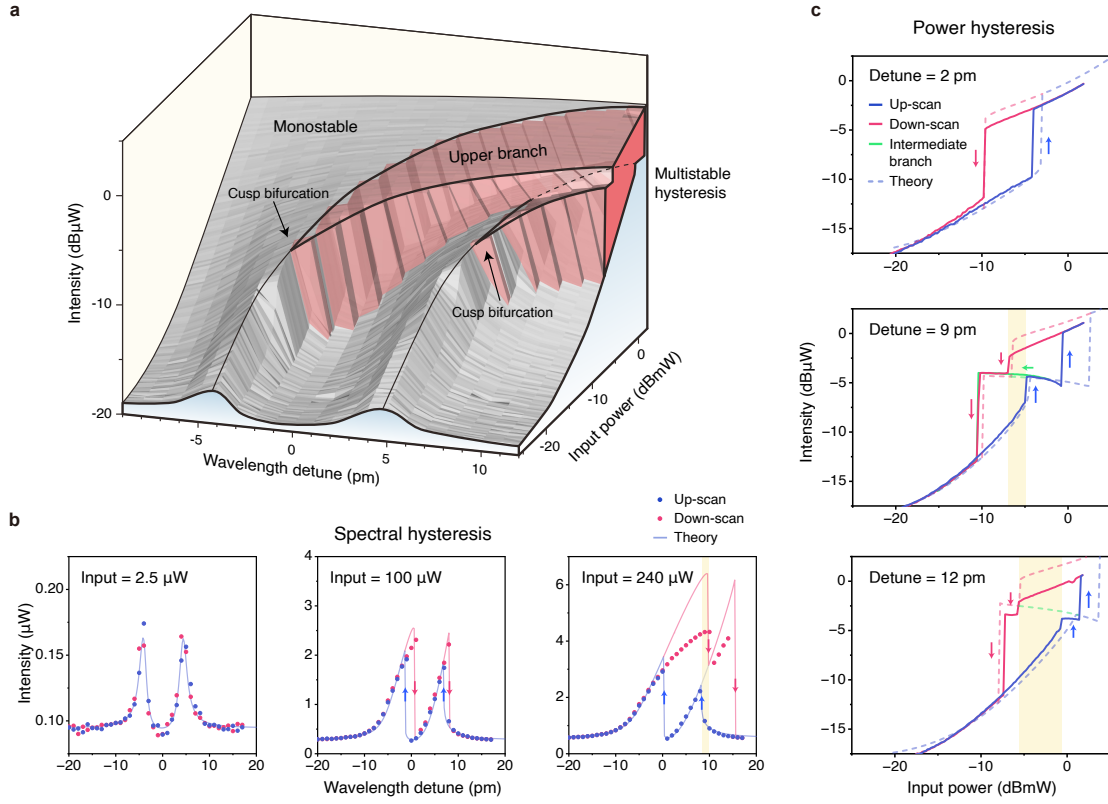 a
Monostable
Upper branch
Cusp bifurcation
Multistable
hysteresis
Cusp bifurcation
Intensity (dBμW)
0
-10
-20
-5
0
5
10
Wavelength detune (pm)
-20
-10
0
Input power (dBmW)
b
Spectral hysteresis
Up-scan
Down-scan
Theory
Input = 2.5 μW
Intensity (μW)
0.20
0.15
0.10
−20 −10 0 10 20
Input = 100 μW
4
3
2
1
0
−20 −10 0 10 20
Input = 240 μW
6
4
2
0
−20 −10 0 10 20
Wavelength detune (pm)
c
Power hysteresis
Detune = 2 pm
Up-scan
Down-scan
Intermediate
branch
Theory
0
−5
−10
−15
−20 −10 0
Detune = 9 pm
Intensity (dBμW)
0
−5
−10
−15
−20 −10 0
Detune = 12 pm
0
−5
−10
−15
−20 −10 0
Input power (dBmW)